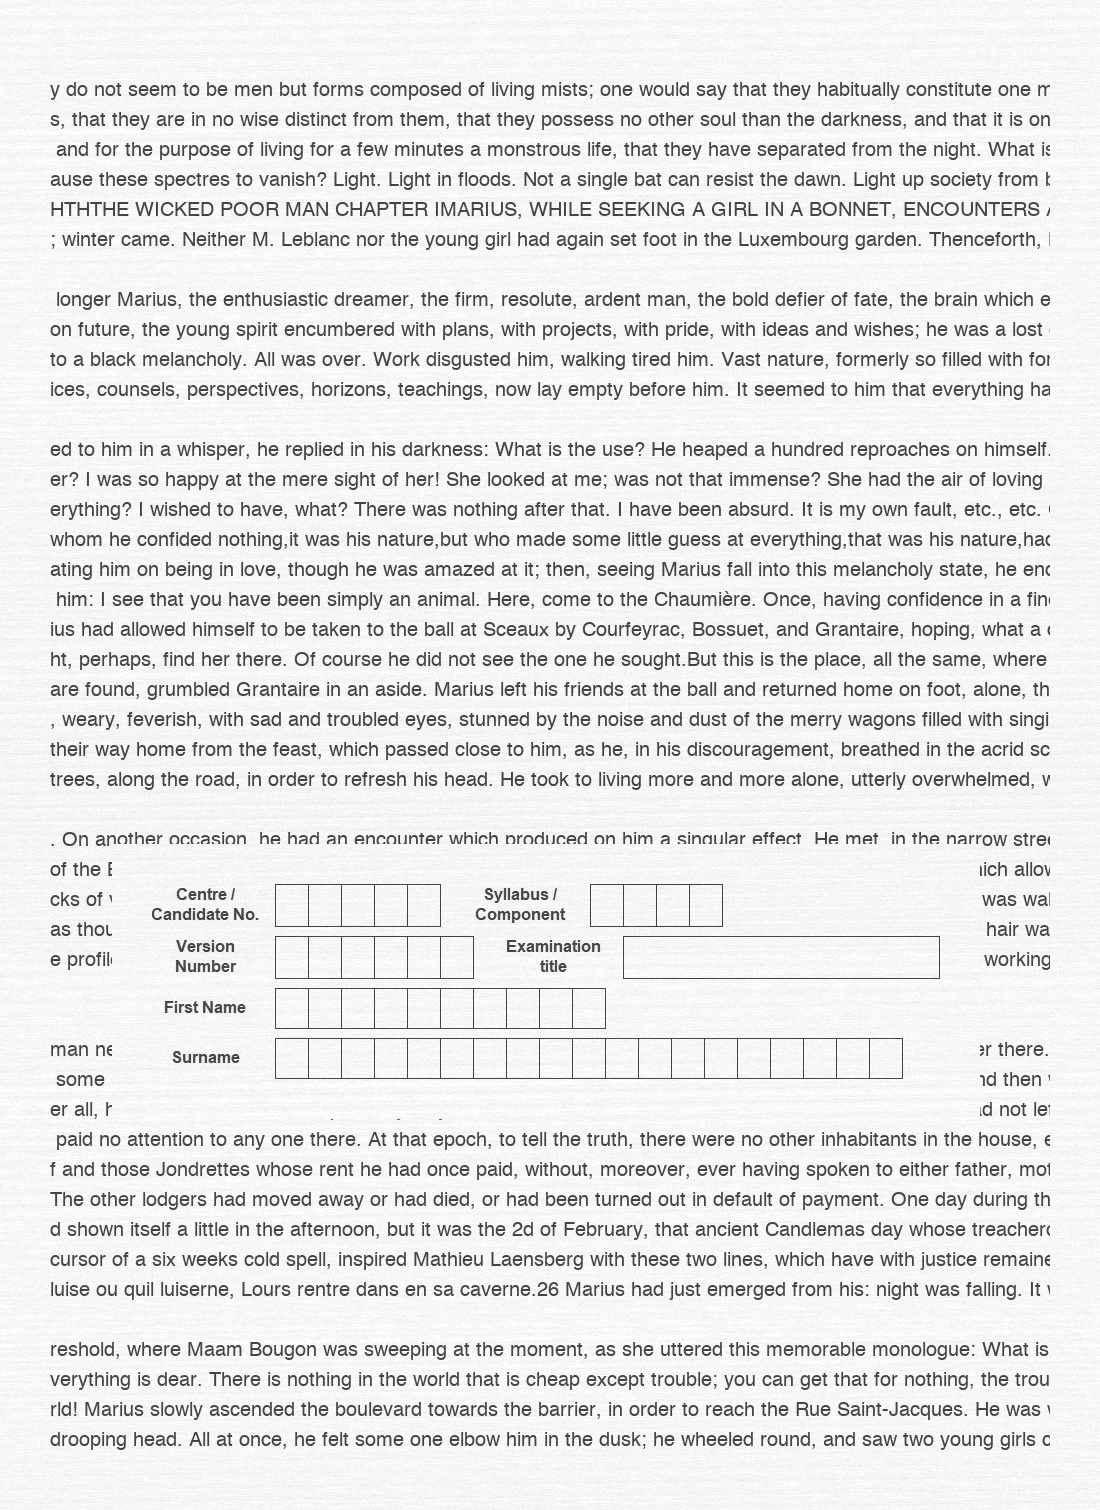 y do not seem to be men but forms composed of living mists; one would say that they habitually constitute one
s, that they are in no wise distinct from them, that they possess no other soul than the darkness, and that it is on
and for the purpose of living for a few minutes a monstrous life, that they have separated from the night. What is
ause these spectres to vanish? Light. Light in floods. Not a single bat can resist the dawn. Light up society from
HTHTHE WICKED POOR MAN CHAPTER IMARIUS, WHILE SEEKING A GIRL IN A BONNET, ENCOUNTERS
; winter came. Neither M. Leblanc nor the young girl had again set foot in the Luxembourg garden. Thenceforth,
longer Marius, the enthusiastic dreamer, the firm, resolute, ardent man, the bold defier of fate, the brain which e
on future, the young spirit encumbered with plans, with projects, with pride, with ideas and wishes; he was a lost
to a black melancholy. All was over. Work disgusted him, walking tired him. Vast nature, formerly so filled with for
ices, counsels, perspectives, horizons, teachings, now lay empty before him. It seemed to him that everything ha
ed to him in a whisper, he replied in his darkness: What is the use? He heaped a hundred reproaches on himself.
er? I was so happy at the mere sight of her! She looked at me; was not that immense? She had the air of loving
erything? I wished to have, what? There was nothing after that. I have been absurd. It is my own fault, etc., etc.
whom he confided nothing,it was his nature,but who made some little guess at everything,that was his nature,had
ating him on being in love, though he was amazed at it; then, seeing Marius fall into this melancholy state, he end
him: I see that you have been simply an animal. Here, come to the Chaumière. Once, having confidence in a fine
ius had allowed himself to be taken to the ball at Sceaux by Courfeyrac, Bossuet, and Grantaire, hoping, what a
ht, perhaps, find her there. Of course he did not see the one he sought.But this is the place, all the same, where
are found, grumbled Grantaire in an aside. Marius left his friends at the ball and returned home on foot, alone, th
, weary, feverish, with sad and troubled eyes, stunned by the noise and dust of the merry wagons filled with singi
their way home from the feast, which passed close to him, as he, in his discouragement, breathed in the acrid sc
trees, along the road, in order to refresh his head. He took to living more and more alone, utterly overwhelmed,
. On another occasion, he had an encounter which produced on him a singular effect. He met, in the narrow stree
of the
hich allow
cks of
was wal
Centre / Candidate No.
Syllabus / Component
as thou
hair wa
e profile
working
Version Number
Examination title
First Name
man ne
er there.
Surname
some
nd then
er all, h
ad not lef
paid no attention to any one there. At that epoch, to tell the truth, there were no other inhabitants in the house, e
f and those Jondrettes whose rent he had once paid, without, moreover, ever having spoken to either father, mot
The other lodgers had moved away or had died, or had been turned out in default of payment. One day during th
d shown itself a little in the afternoon, but it was the 2d of February, that ancient Candlemas day whose treachero
cursor of a six weeks cold spell, inspired Mathieu Laensberg with these two lines, which have with justice remaine
luise ou quil luiserne, Lours rentre dans en sa caverne.26 Marius had just emerged from his: night was falling. It
reshold, where Maam Bougon was sweeping at the moment, as she uttered this memorable monologue: What is
verything is dear. There is nothing in the world that is cheap except trouble; you can get that for nothing, the trou
rld! Marius slowly ascended the boulevard towards the barrier, in order to reach the Rue Saint-Jacques. He was
drooping head. All at once, he felt some one elbow him in the dusk; he wheeled round, and saw two young girls